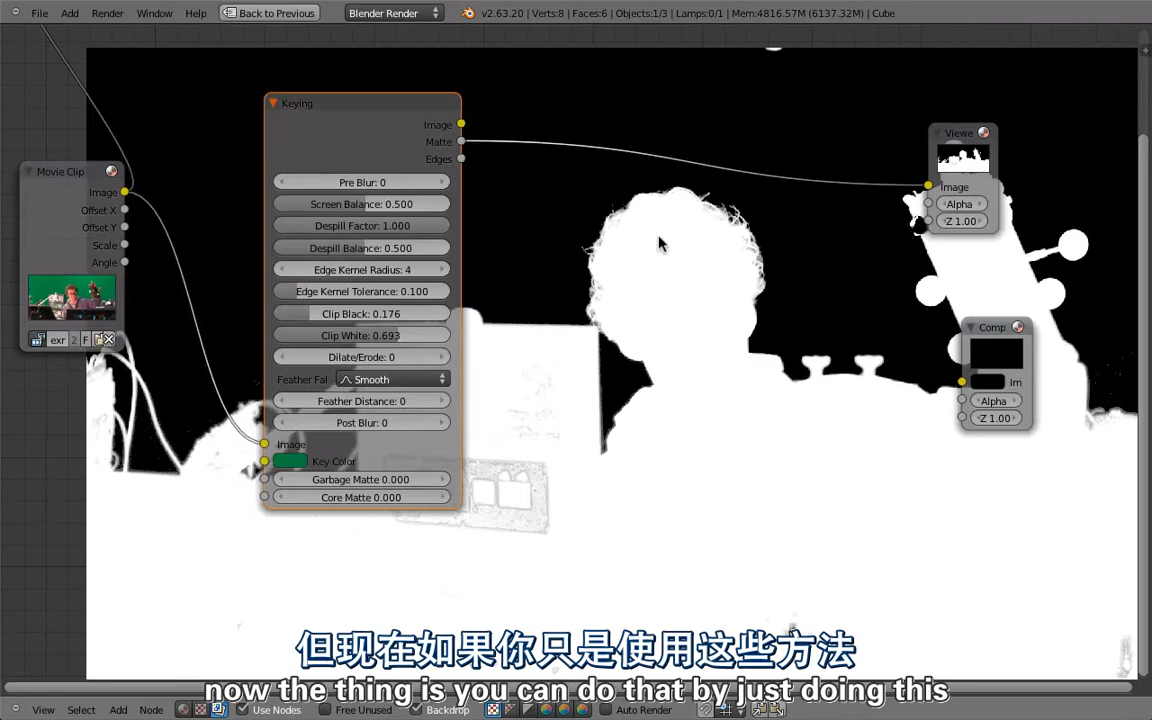 File Add Render Window Help Back to Previous Blender Render v2.63.20 | Verts:8 | Faces:6 | Objects:1/3 | Lamps:0/1 | Mem:4816.57M (6137.32M) | Cube
Keying
Image
Matte
Edges
Pre Blur: 0
Screen Balance: 0.500
Despill Factor: 1.000
Despill Balance: 0.500
Edge Kernel Radius: 4
Edge Kernel Tolerance: 0.100
Clip Black: 0.176
Clip White: 0.693
Dilate/Erode: 0
Feather Fal Smooth
Feather Distance: 0
Post Blur: 0
Image
Key Color
Garbage Matte 0.000
Core Matte 0.000
Movie Clip
Image
Offset X
Offset Y
Scale
Angle
exr 2 F
Viewe
Image
Alpha
Z 1.00
Comp
Im
Alpha
Z 1.00
但现在如果你只是使用这些方法
now the thing is you can do that by just doing this
View Select Add Node Use Nodes Free Unused Backdrop Auto Render